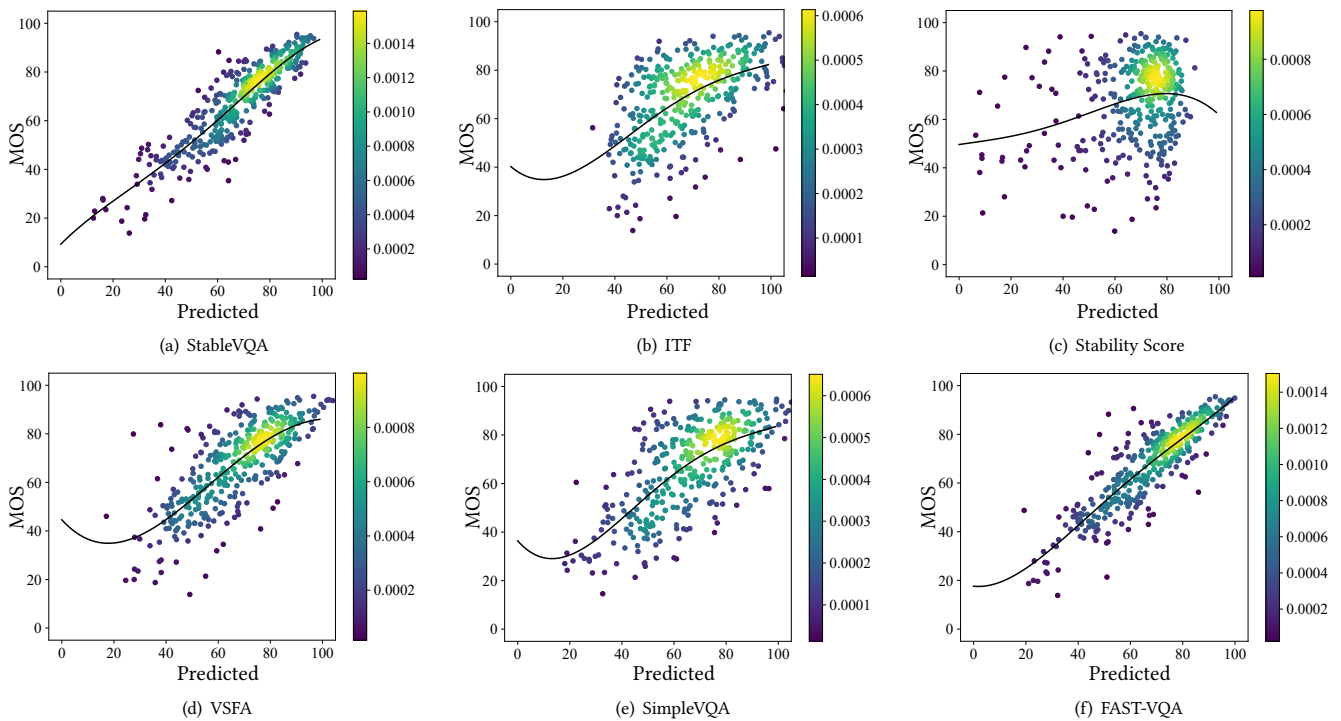 100
80
60
40
20
0
MOS
0 20 40 60 80 100
Predicted
0.0014
0.0012
0.0010
0.0008
0.0006
0.0004
0.0002
(a) StableVQA
100
80
60
40
20
0
MOS
0 20 40 60 80 100
Predicted
0.0006
0.0005
0.0004
0.0003
0.0002
0.0001
(b) ITF
100
80
60
40
20
0
MOS
0 20 40 60 80 100
Predicted
0.0008
0.0006
0.0004
0.0002
(c) Stability Score
100
80
60
40
20
0
MOS
0 20 40 60 80 100
Predicted
0.0008
0.0006
0.0004
0.0002
(d) VSFA
100
80
60
40
20
0
MOS
0 20 40 60 80 100
Predicted
0.0006
0.0005
0.0004
0.0003
0.0002
0.0001
(e) SimpleVQA
100
80
60
40
20
0
MOS
0 20 40 60 80 100
Predicted
0.0014
0.0012
0.0010
0.0008
0.0006
0.0004
0.0002
(f) FAST-VQA